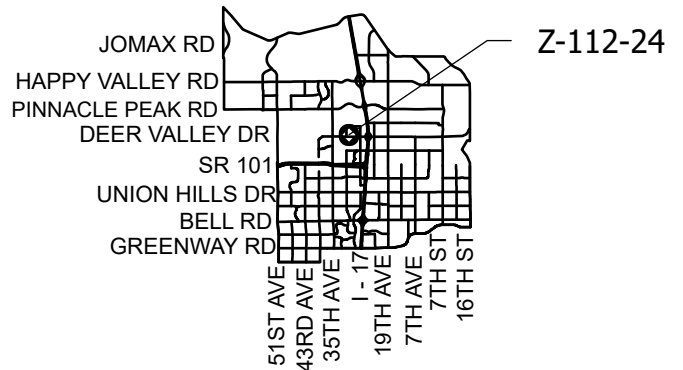 JOMAX RD
Z-112-24
HAPPY VALLEY RD
PINNACLE PEAK RD
DEER VALLEY DR
SR 101
UNION HILLS DR
BELL RD
GREENWAY RD
51ST AVE
43RD AVE
35TH AVE
I - 17
19TH AVE
7TH AVE
7TH ST
16TH ST